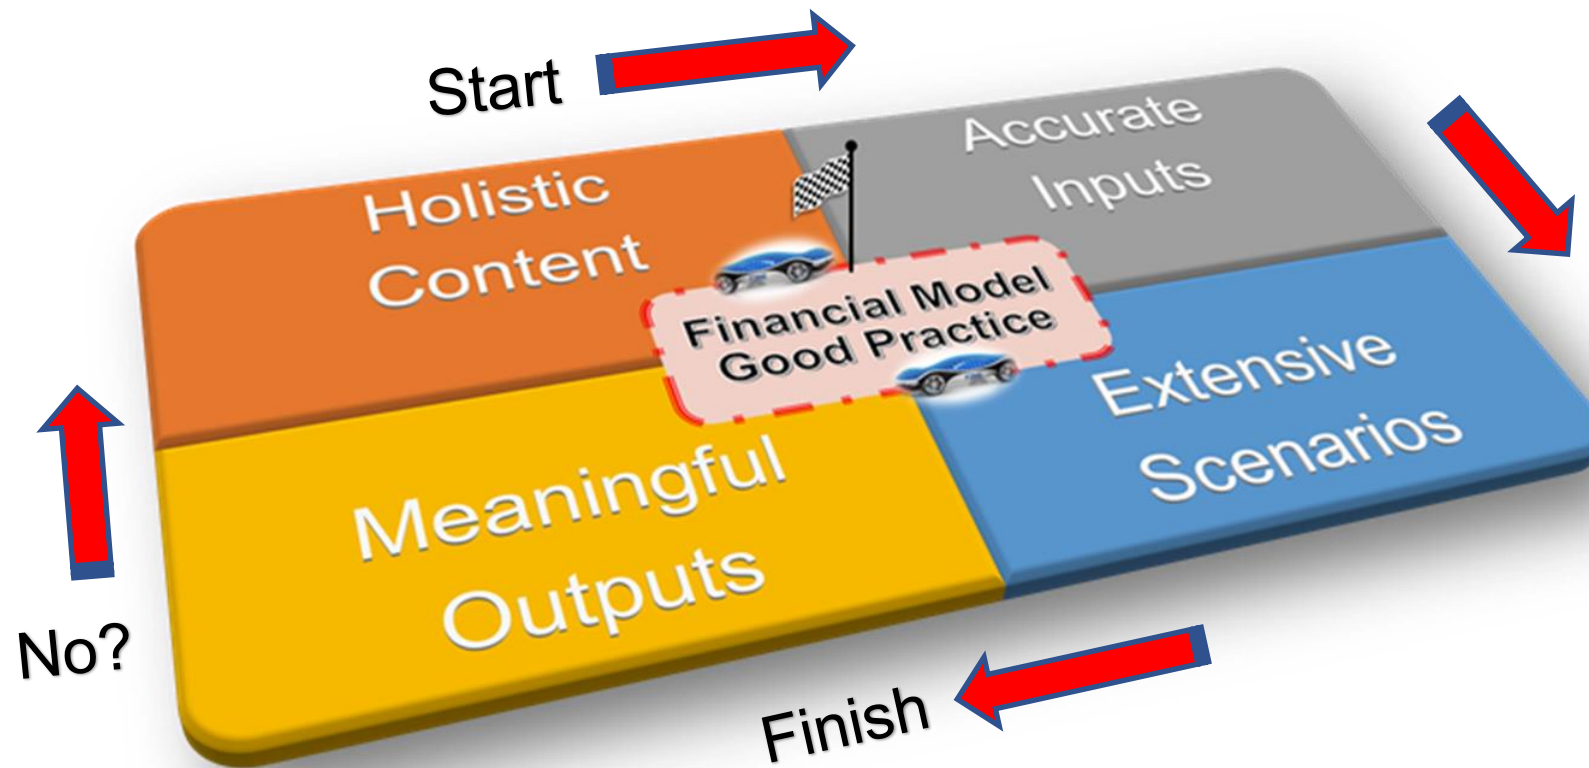 Start
Holistic
Content
Accurate
Inputs
Financial Model
Good Practice
Extensive
Scenarios
Meaningful
Outputs
No?
Finish